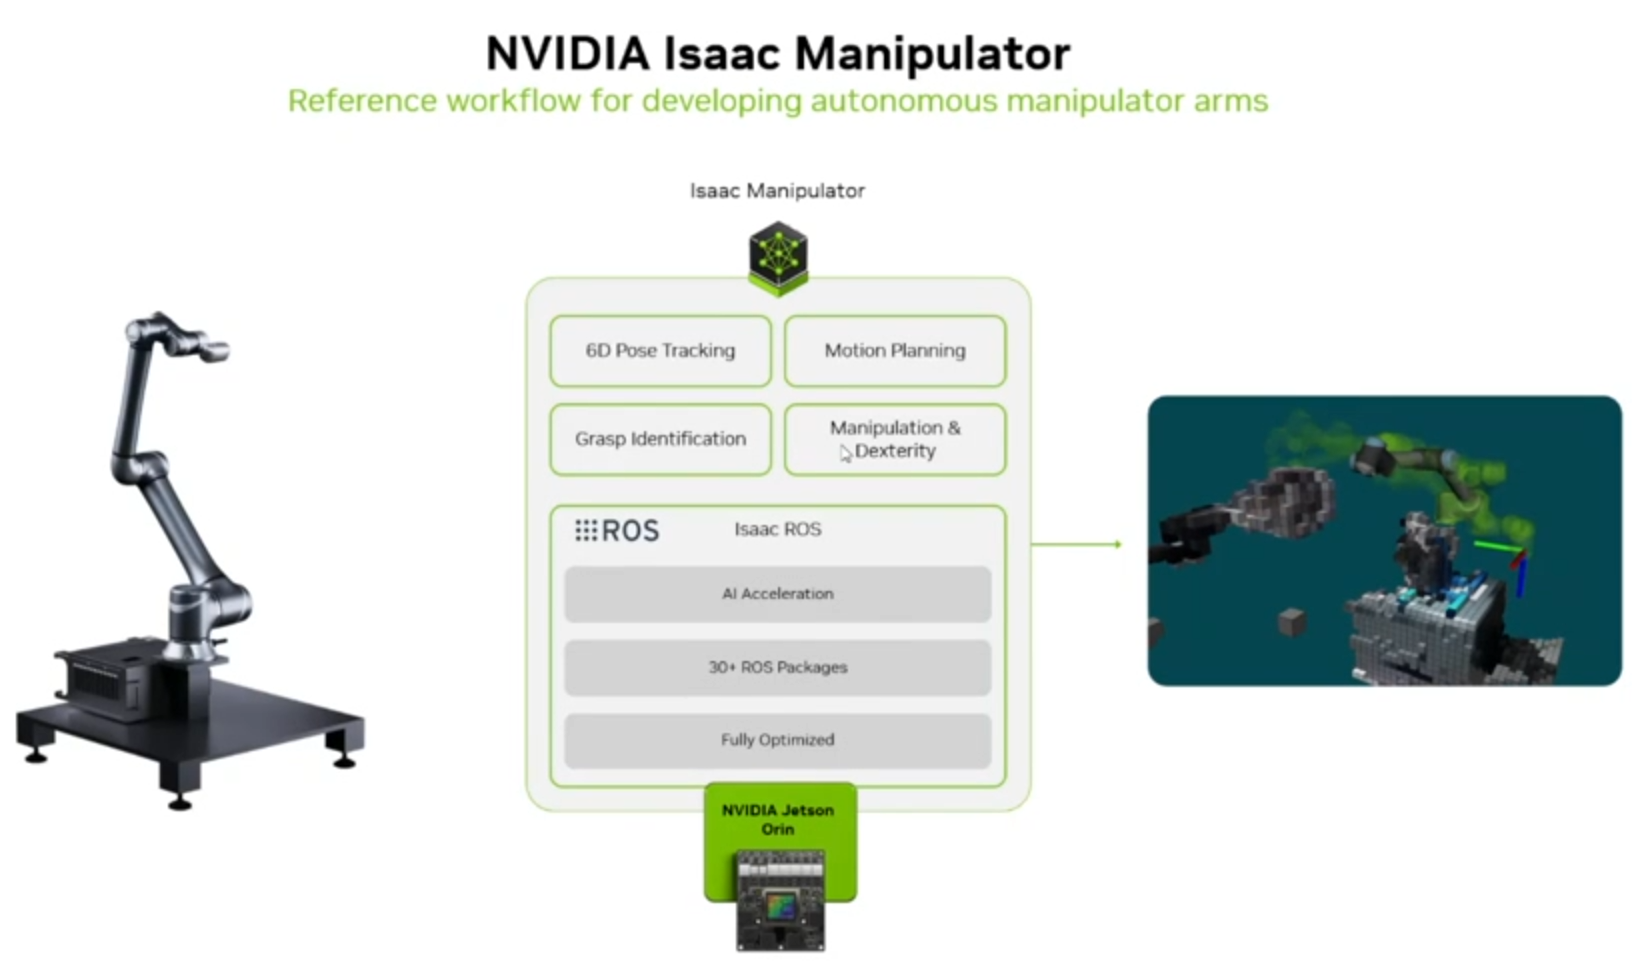 NVIDIA Isaac Manipulator
Reference workflow for developing autonomous manipulator arms
Isaac Manipulator
6D Pose Tracking
Motion Planning
Grasp Identification
Manipulation &
Dexterity
ROS
Isaac ROS
AI Acceleration
30+ ROS Packages
Fully Optimized
NVIDIA Jetson
Orin